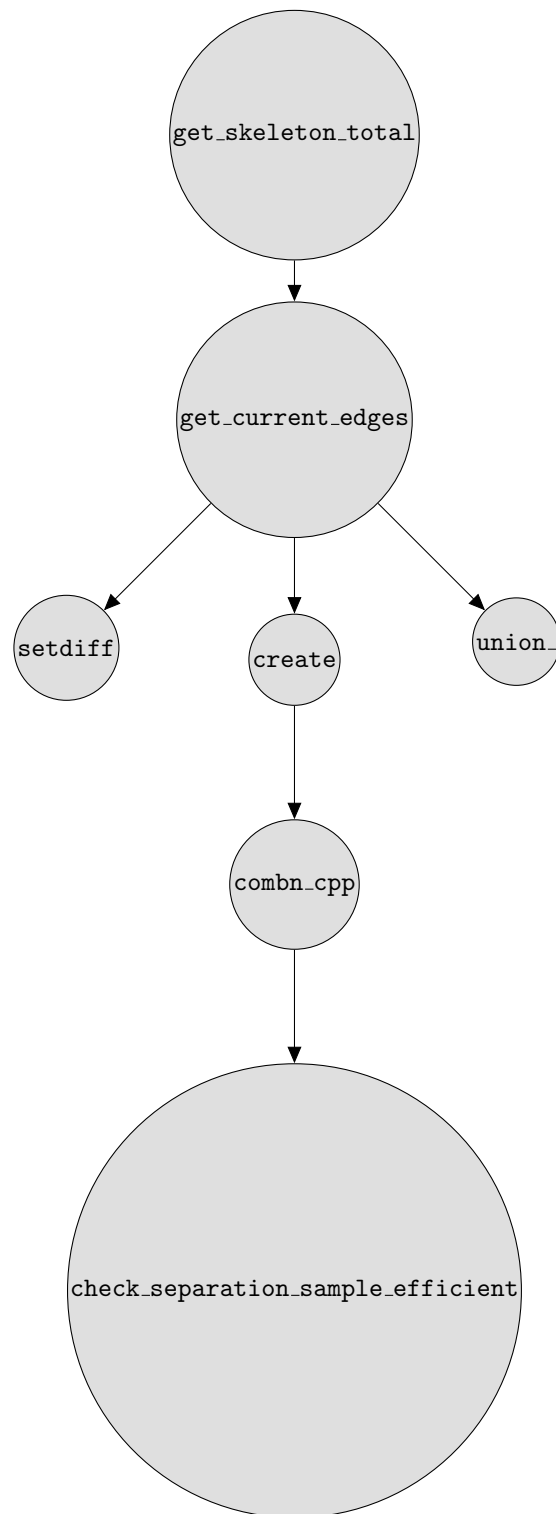 get_skeleton_total
get_current_edges
setdiff
create
union_
combn_cpp
check_separation_sample_efficient